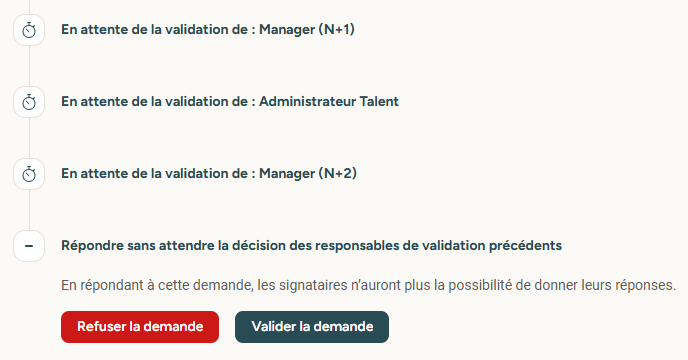 En attente de la validation de : Manager (N+1)
En attente de la validation de : Administrateur Talent
En attente de la validation de : Manager (N+2)
Répondre sans attendre la décision des responsables de validation précédents
En répondant à cette demande, les signataires n’auront plus la possibilité de donner leurs réponses.
Refuser la demande
Valider la demande